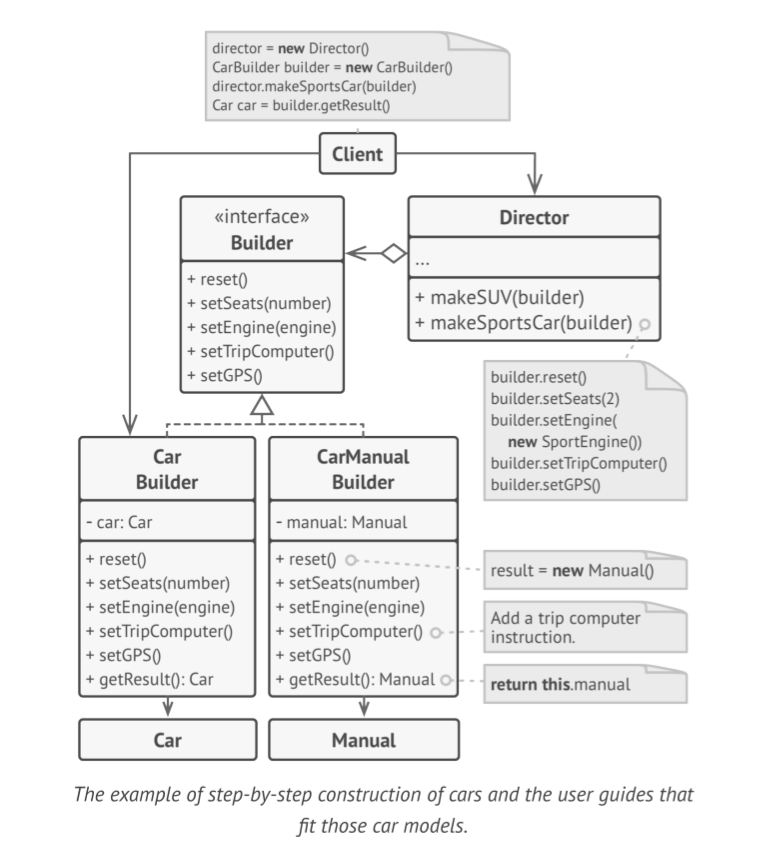 director = new Director()
CarBuilder builder = new CarBuilder()
director.makeSportsCar(builder)
Car car = builder.getResult()
Client
«interface»
Builder
+ reset()
+ setSeats(number)
+ setEngine(engine)
+ setTripComputer()
+ setGPS()
Director
...
+ makeSUV(builder)
+ makeSportsCar(builder)
builder.reset()
builder.setSeats(2)
builder.setEngine(
new SportEngine())
builder.setTripComputer()
builder.setGPS()
Car
Builder
- car: Car
+ reset()
+ setSeats(number)
+ setEngine(engine)
+ setTripComputer()
+ setGPS()
+ getResult(): Car
CarManual
Builder
- manual: Manual
+ reset()
+ setSeats(number)
+ setEngine(engine)
+ setTripComputer()
+ setGPS()
+ getResult(): Manual
result = new Manual()
Add a trip computer
instruction.
return this.manual
Car
Manual
The example of step-by-step construction of cars and the user guides that
fit those car models.